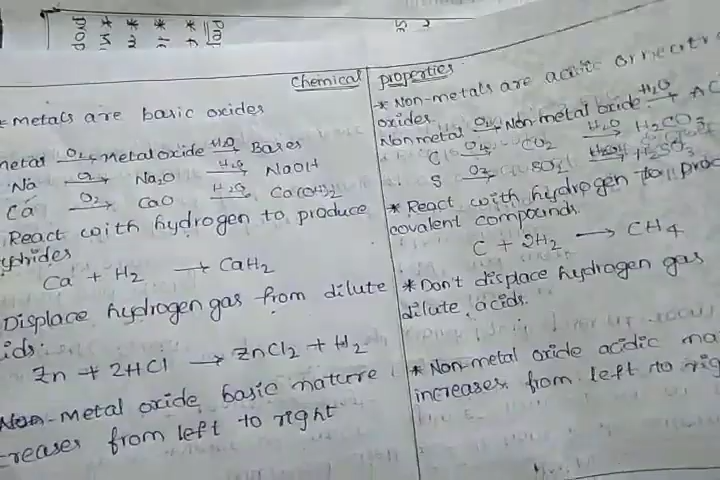 chemical properties
metals are basic oxides
metal O2→ metal oxide H2O→ Bases
Na O2→ Na2O H2O→ NaOH
Ca O2→ CaO H2O→ Ca(OH)2
React with hydrogen to produce
Ca + H2 → CaH2
Displace hydrogen gas from dilute
Zn + 2HCl → ZnCl2 + H2
metal oxide basic nature
from left to right
* Non-metals are acidic or
oxides.
Non metal O2→ Non metal oxide H2O→
C O2→ CO2 H2O→ H2CO3
S O2→ SO2 H2SO3
* React with hydrogen to
covalent compounds.
C + 2H2 → CH4
* Don't displace hydrogen gas
dilute acids.
* Non-metal oxide acidic
increases from left to